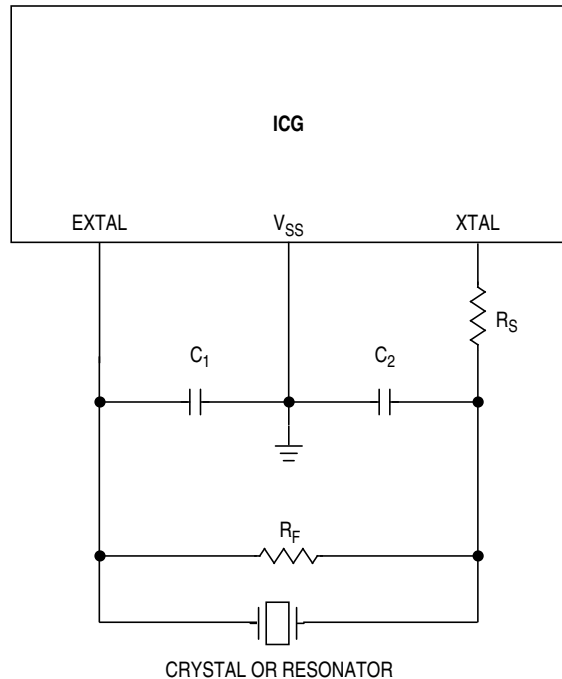 ICG
EXTAL VSS XTAL
RS
C1 C2
RF
CRYSTAL OR RESONATOR